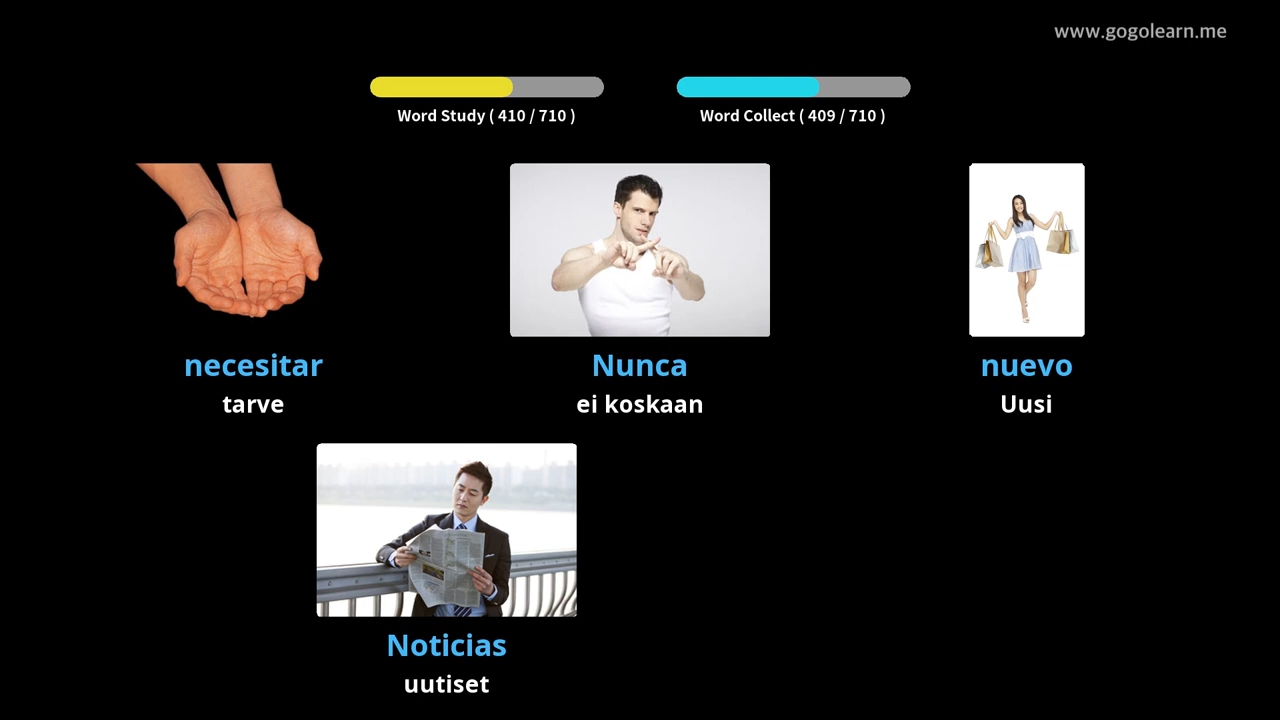 www.gogolearn.me
Word Study ( 410 / 710 )
Word Collect ( 409 / 710 )
necesitar
tarve
Nunca
ei koskaan
nuevo
Uusi
Noticias
uutiset